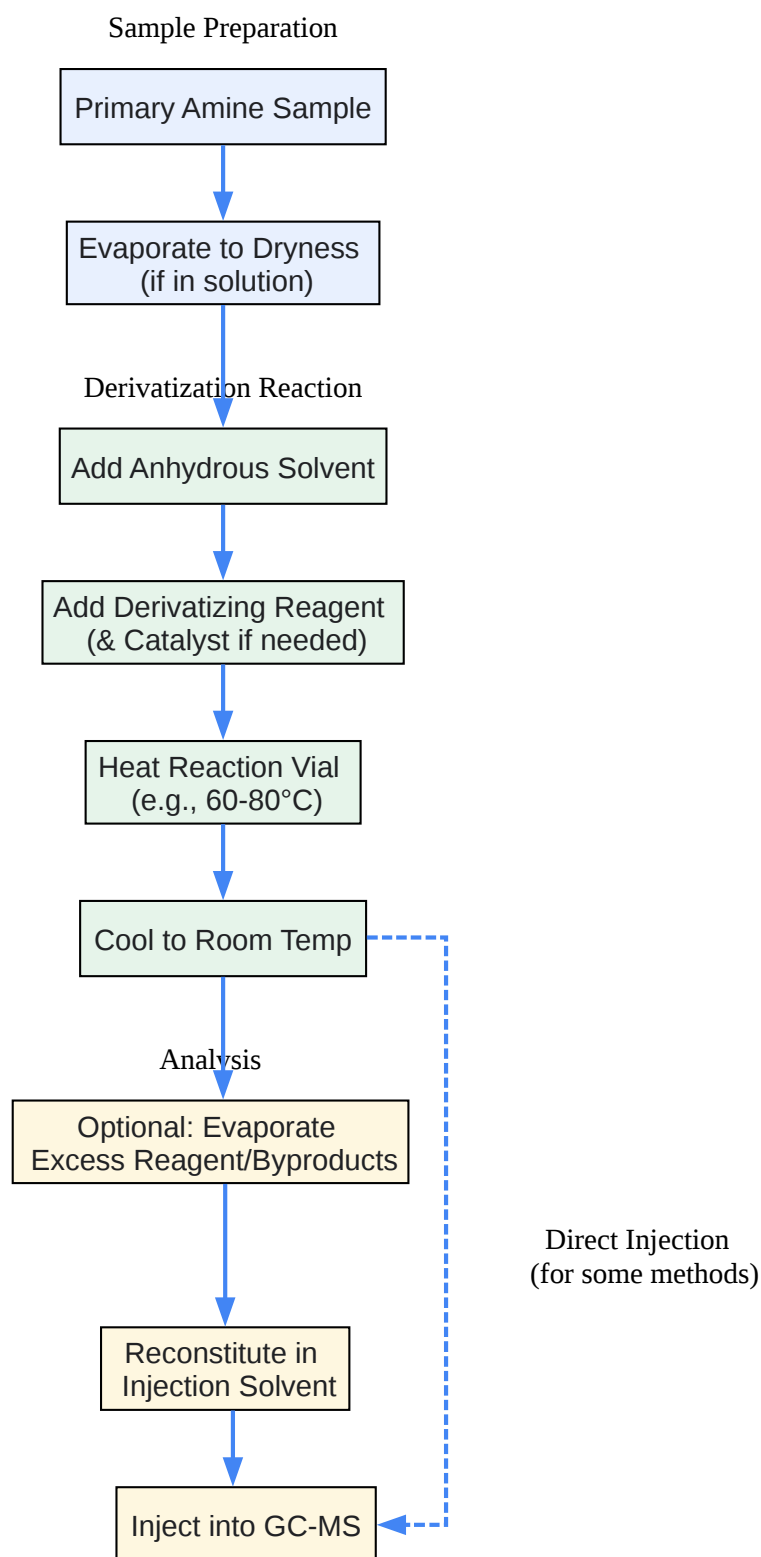 Sample Preparation
Primary Amine Sample
Evaporate to Dryness
(if in solution)
Derivatization Reaction
Add Anhydrous Solvent
Add Derivatizing Reagent
(& Catalyst if needed)
Heat Reaction Vial
(e.g., 60-80°C)
Cool to Room Temp
Analysis
Optional: Evaporate
Excess Reagent/Byproducts
Direct Injection
(for some methods)
Reconstitute in
Injection Solvent
Inject into GC-MS